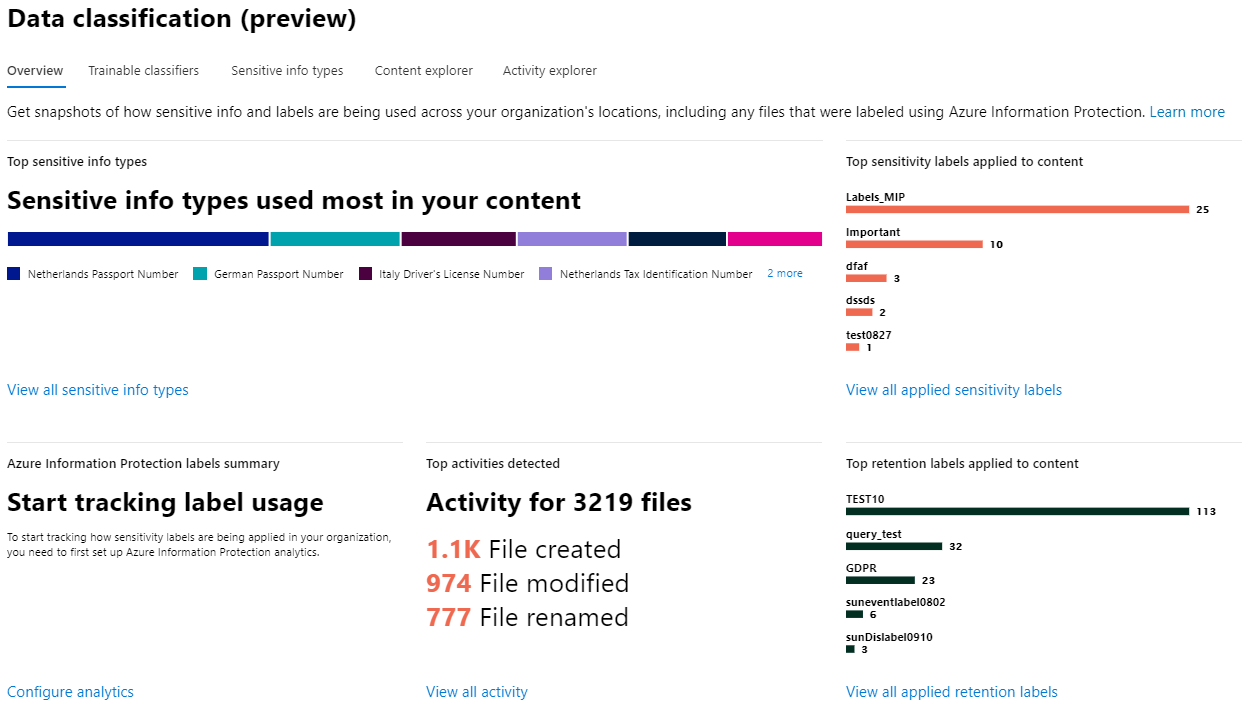 Data classification (preview)
Overview Trainable classifiers Sensitive info types Content explorer Activity explorer
Get snapshots of how sensitive info and labels are being used across your organization's locations, including any files that were labeled using Azure Information Protection. Learn more
Top sensitive info types
Sensitive info types used most in your content
Netherlands Passport Number German Passport Number Italy Driver's License Number Netherlands Tax Identification Number 2 more
View all sensitive info types
Top sensitivity labels applied to content
Labels_MIP
25
Important
10
dfaf
3
dssds
2
test0827
1
View all applied sensitivity labels
Azure Information Protection labels summary
Start tracking label usage
To start tracking how sensitivity labels are being applied in your organization,
you need to first set up Azure Information Protection analytics.
Configure analytics
Top activities detected
Activity for 3219 files
1.1K File created
974 File modified
777 File renamed
View all activity
Top retention labels applied to content
TEST10
113
query_test
32
GDPR
23
suneventlabel0802
6
sunDislabel0910
3
View all applied retention labels